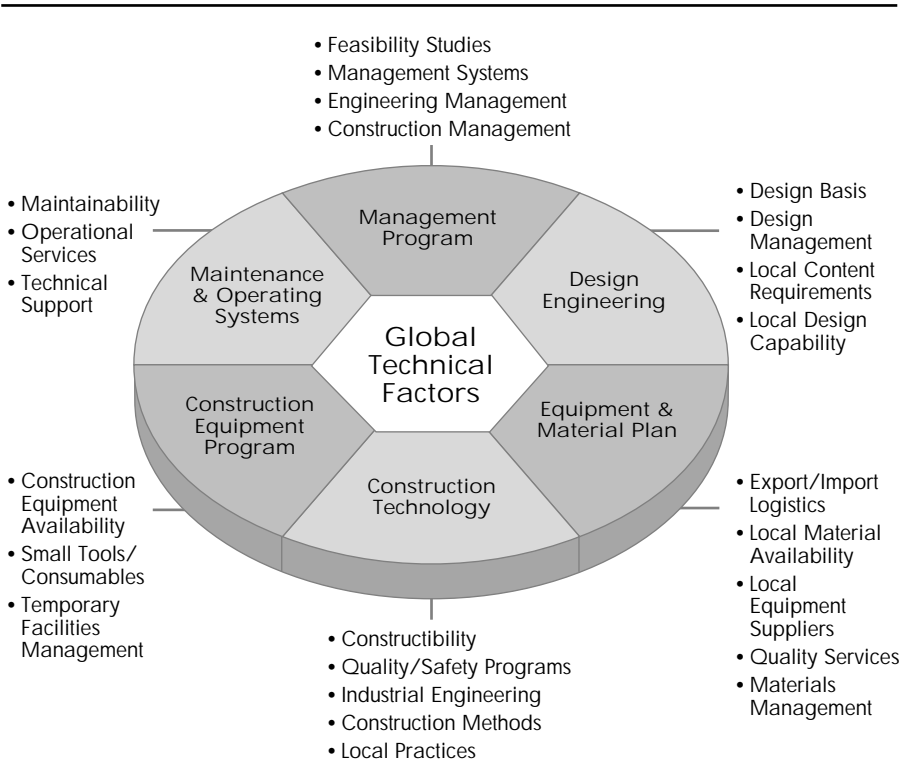 • Feasibility Studies
• Management Systems
• Engineering Management
• Construction Management
Management
Program
• Maintainability
• Operational
Services
• Technical
Support
Maintenance
& Operating
Systems
• Design Basis
• Design
Management
• Local Content
Requirements
• Local Design
Capability
Design
Engineering
Global
Technical
Factors
Construction
Equipment
Program
Equipment &
Material Plan
Construction
Technology
• Construction
Equipment
Availability
• Small Tools/
Consumables
• Temporary
Facilities
Management
• Export/Import
Logistics
• Local Material
Availability
• Local
Equipment
Suppliers
• Quality Services
• Materials
Management
• Constructibility
• Quality/Safety Programs
• Industrial Engineering
• Construction Methods
• Local Practices